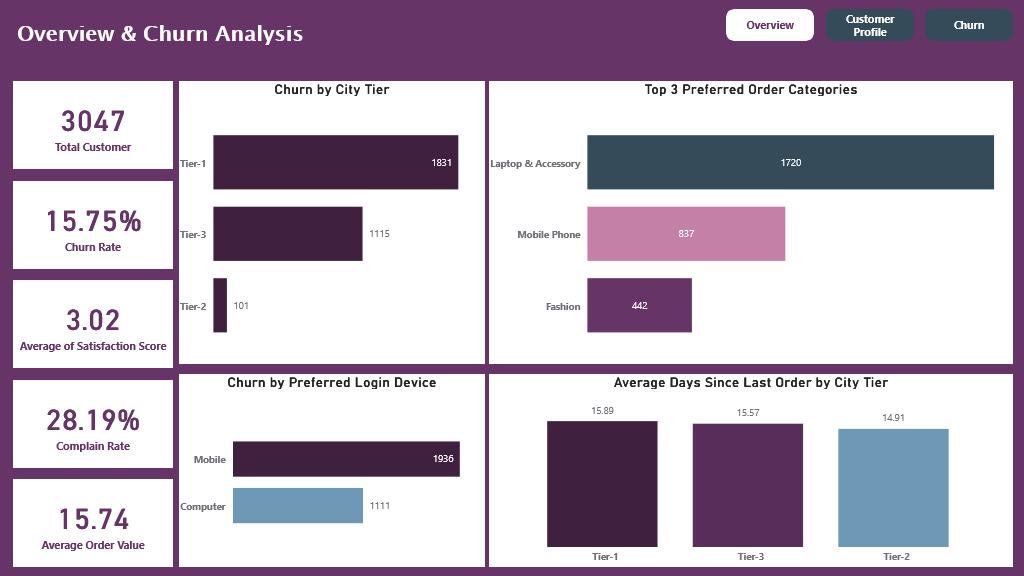 Overview & Churn Analysis
Overview
Customer
Profile
Churn
3047
Total Customer
15.75%
Churn Rate
3.02
Average of Satisfaction Score
28.19%
Complain Rate
15.74
Average Order Value
Churn by City Tier
Tier-1
1831
Tier-3
1115
Tier-2
101
Top 3 Preferred Order Categories
Laptop & Accessory
1720
Mobile Phone
837
Fashion
442
Churn by Preferred Login Device
Mobile
1936
Computer
1111
Average Days Since Last Order by City Tier
15.89
15.57
14.91
Tier-1
Tier-3
Tier-2